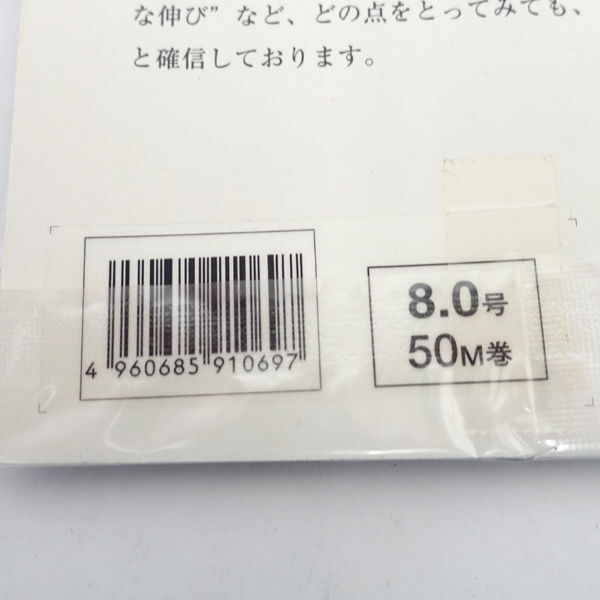 な伸び”など、どの点をとってみても、
と確信しております。
4 960685 910697
8.0号
50M巻